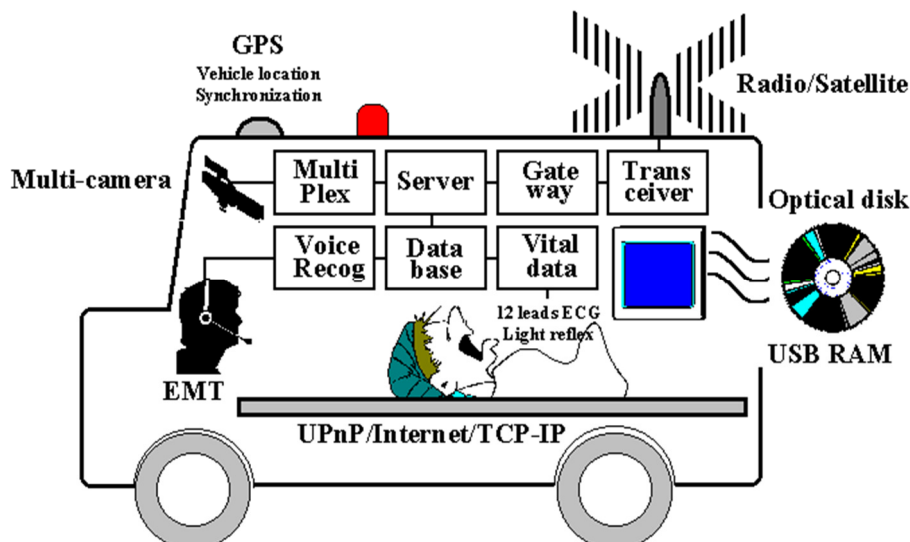 GPS
Vehicle location
Synchronization
Radio/Satellite
Multi-camera
Multi
Plex
Server
Gate
way
Trans
ceiver
Optical disk
Voice
Recog
Data
base
Vital
data
12 leads ECG
Light reflex
USB RAM
EMT
UPnP/Internet/TCP-IP